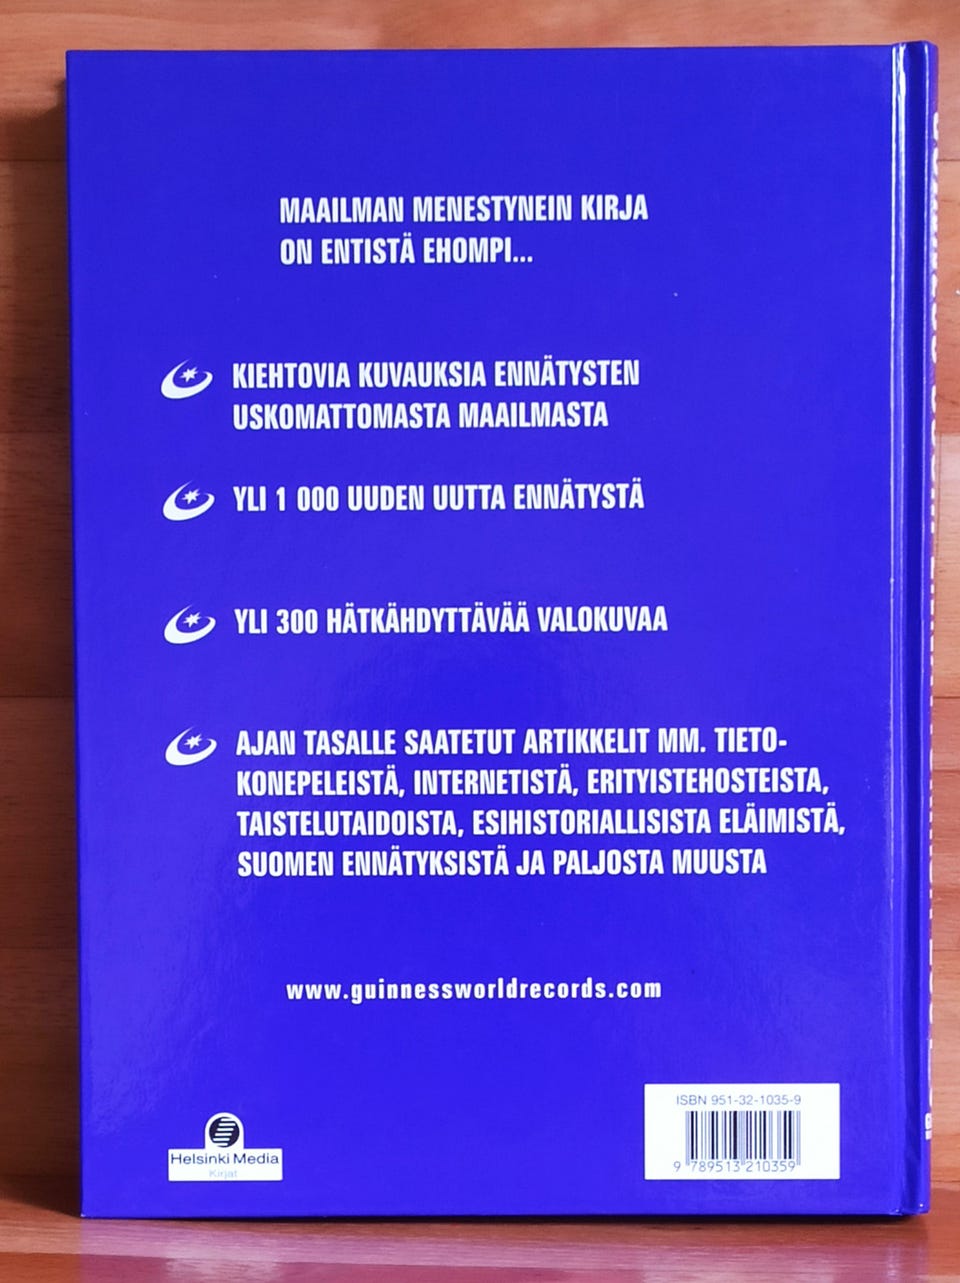 MAAILMAN MENESTYNEIN KIRJA
ON ENTISTÄ EHOMPI...
KIEHTOVIA KUVAUKSIA ENNÄTYSTEN
USKOMATTOMASTA MAAILMASTA
YLI 1 000 UUDEN UUTTA ENNÄTYSTÄ
YLI 300 HÄTKÄHDYTTÄVÄÄ VALOKUVAA
AJAN TASALLE SAATETUT ARTIKKELIT MM. TIETO-
KONEPELEISTÄ, INTERNETISTÄ, ERITYISTEHOSTEISTA,
TAISTELUTAIDOISTA, ESIHISTORIALLISISTA ELÄIMISTÄ,
SUOMEN ENNÄTYKSISTÄ JA PALJOSTA MUUSTA
www.guinnessworldrecords.com
ISBN 951-32-1035-9
9 789513 210359
Helsinki Media
Kirjat